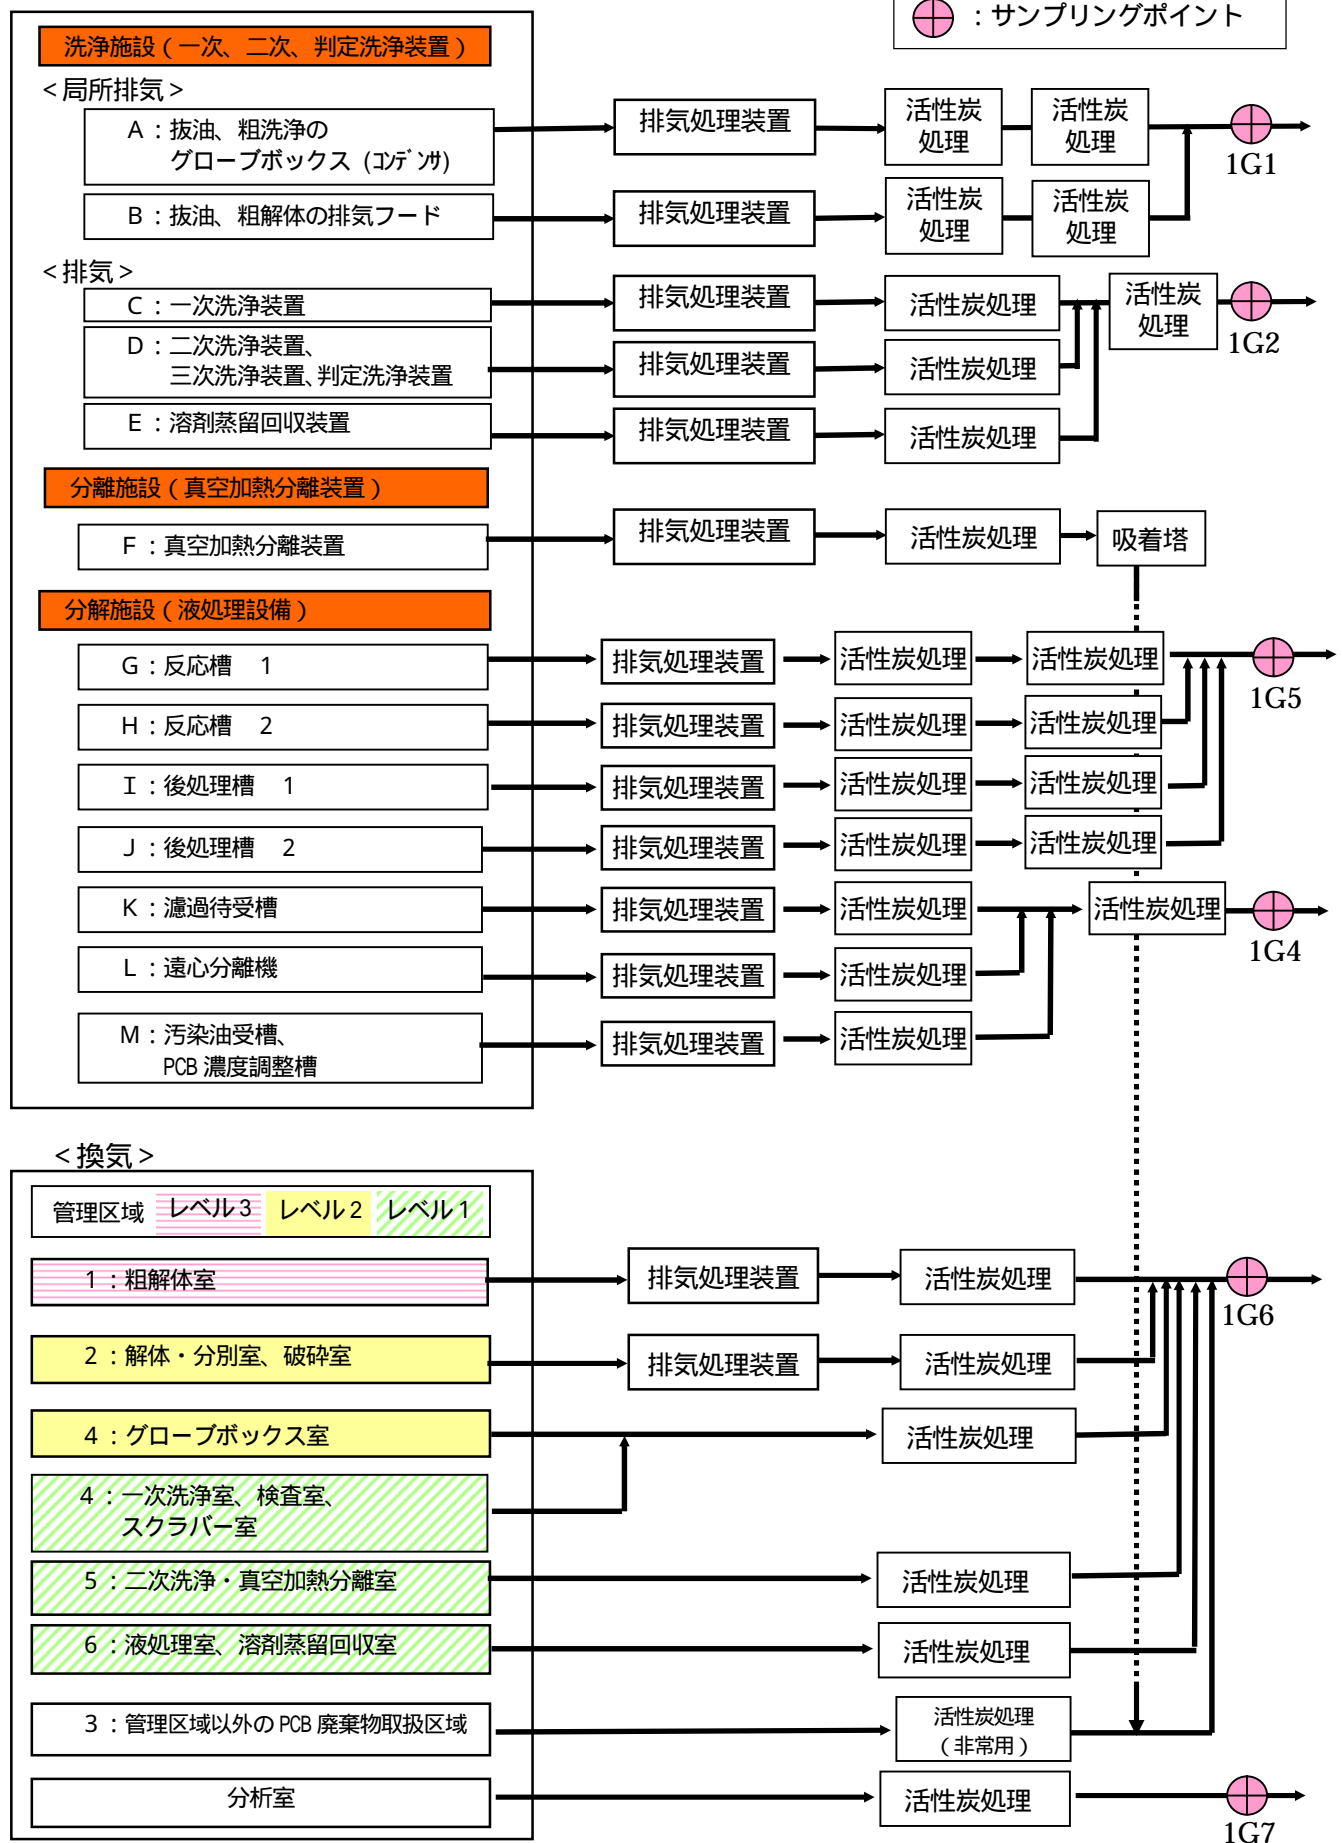 ：サンプリングポイント
洗浄施設（一次、二次、判定洗浄装置）
＜局所排気＞
A：抜油、粗洗浄の
グローブボックス（ｺﾝﾃﾞﾝｻ）
排気処理装置
活性炭
処理
活性炭
処理
1G1
B：抜油、粗解体の排気フード
排気処理装置
活性炭
処理
活性炭
処理
＜排気＞
C：一次洗浄装置
排気処理装置
活性炭処理
活性炭
処理
1G2
D：二次洗浄装置、
三次洗浄装置、判定洗浄装置
排気処理装置
活性炭処理
E：溶剤蒸留回収装置
排気処理装置
活性炭処理
分離施設（真空加熱分離装置）
F：真空加熱分離装置
排気処理装置
活性炭処理
吸着塔
分解施設（液処理設備）
G：反応槽　1
排気処理装置
活性炭処理
活性炭処理
1G5
H：反応槽　2
排気処理装置
活性炭処理
活性炭処理
I：後処理槽　1
排気処理装置
活性炭処理
活性炭処理
J：後処理槽　2
排気処理装置
活性炭処理
活性炭処理
K：濾過待受槽
排気処理装置
活性炭処理
活性炭処理
1G4
L：遠心分離機
排気処理装置
活性炭処理
M：汚染油受槽、
PCB 濃度調整槽
排気処理装置
活性炭処理
＜換気＞
管理区域　レベル3　レベル2　レベル1
1：粗解体室
排気処理装置
活性炭処理
1G6
2：解体・分別室、破砕室
排気処理装置
活性炭処理
4：グローブボックス室
活性炭処理
4：一次洗浄室、検査室、
スクラバー室
5：二次洗浄・真空加熱分離室
活性炭処理
6：液処理室、溶剤蒸留回収室
活性炭処理
3：管理区域以外の PCB 廃棄物取扱区域
活性炭処理
（非常用）
分析室
活性炭処理
1G7